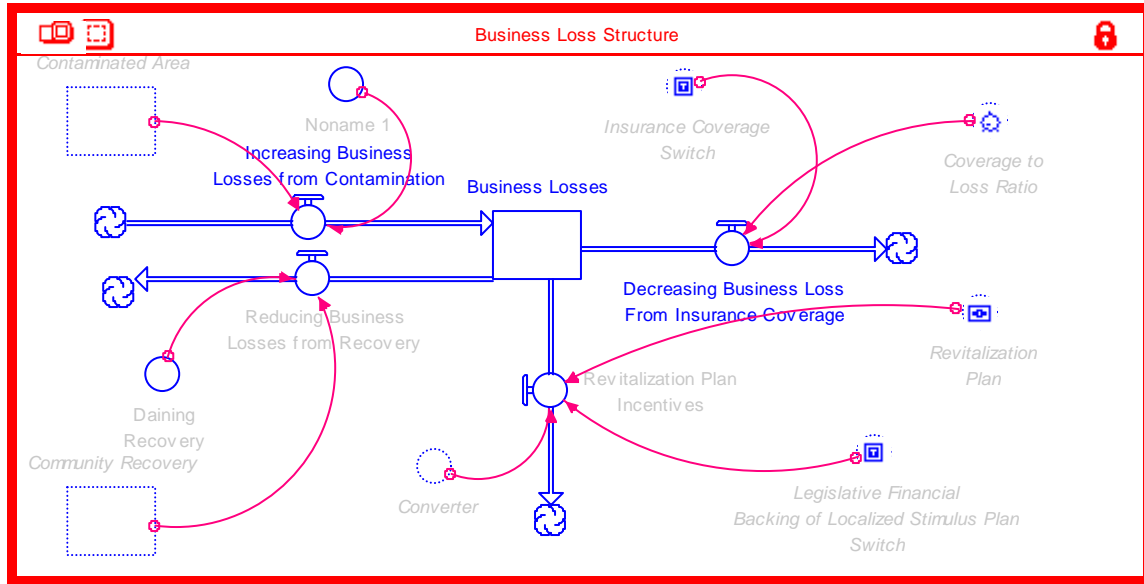 Business Loss Structure
Contaminated Area
Noname 1
Increasing Business
Losses from Contamination
Business Losses
Insurance Coverage
Switch
Coverage to
Loss Ratio
Reducing Business
Losses from Recovery
Decreasing Business Loss
From Insurance Coverage
Revitalization
Plan
Revitalization Plan
Incentives
Daining
Recovery
Community Recovery
Converter
Legislative Financial
Backing of Localized Stimulus Plan
Switch